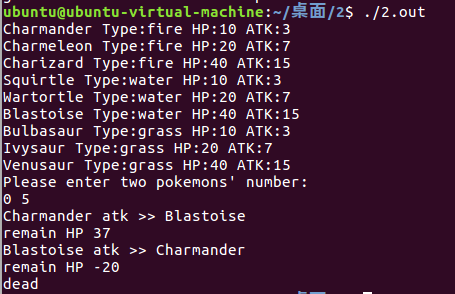 ubuntu@ubuntu-virtual-machine:~/桌面/2$ ./2.out
Charmander Type:fire HP:10 ATK:3
Charmeleon Type:fire HP:20 ATK:7
Charizard Type:fire HP:40 ATK:15
Squirtle Type:water HP:10 ATK:3
Wartortle Type:water HP:20 ATK:7
Blastoise Type:water HP:40 ATK:15
Bulbasaur Type:grass HP:10 ATK:3
Ivysaur Type:grass HP:20 ATK:7
Venusaur Type:grass HP:40 ATK:15
Please enter two pokemons' number:
0 5
Charmander atk >> Blastoise
remain HP 37
Blastoise atk >> Charmander
remain HP -20
dead